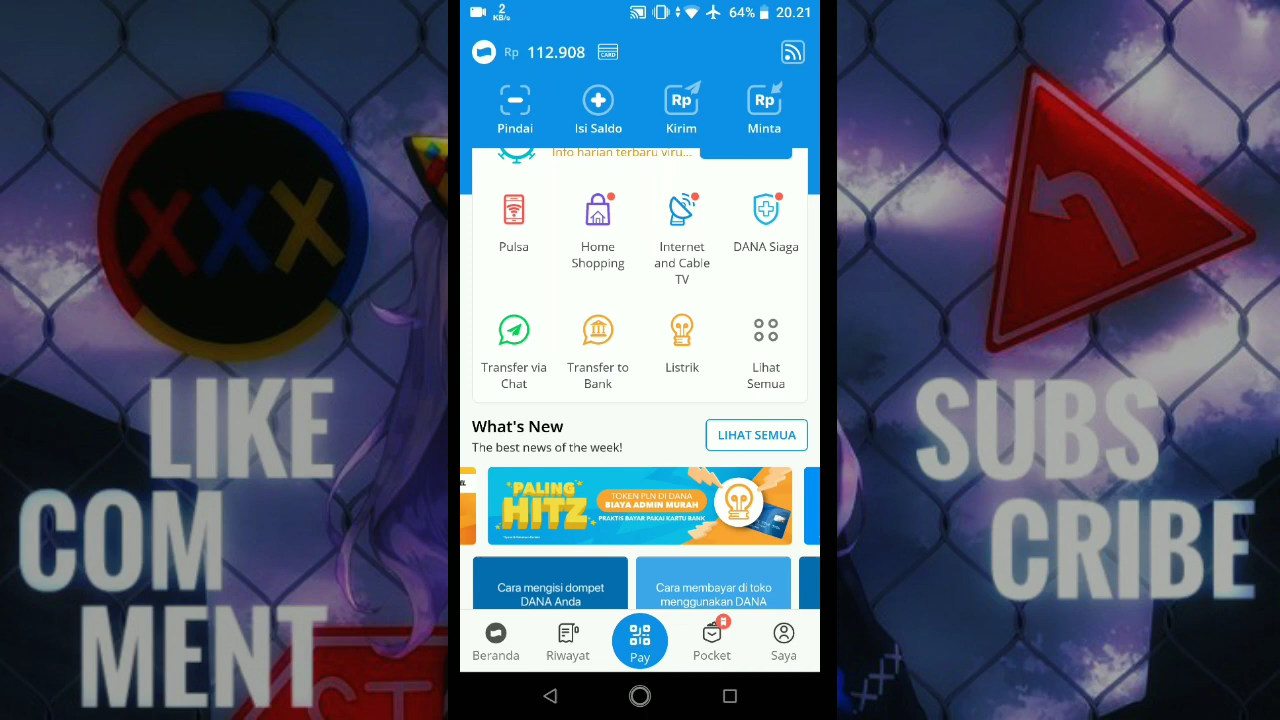 2
KB/s
64%
20.21
Rp 112.908
CARD
Pindai
Isi Saldo
Rp
Kirim
Rp
Minta
Info harian terbaru viru...
Pulsa
Home
Shopping
Internet
and Cable
TV
DANA Siaga
Transfer via
Chat
Transfer to
Bank
Listrik
Lihat
Semua
What's New
The best news of the week!
LIHAT SEMUA
PALING
HITZ
TOKEN PLN DI DANA
BIAYA ADMIN MURAH
PRAKTIS BAYAR PAKAI KARTU BANK
Cara mengisi dompet
DANA Anda
Cara membayar di toko
menggunakan DANA
Beranda
Riwayat
Pay
Pocket
Saya
XXX
LIKE
COM
MENT
SUBS
CRIBE